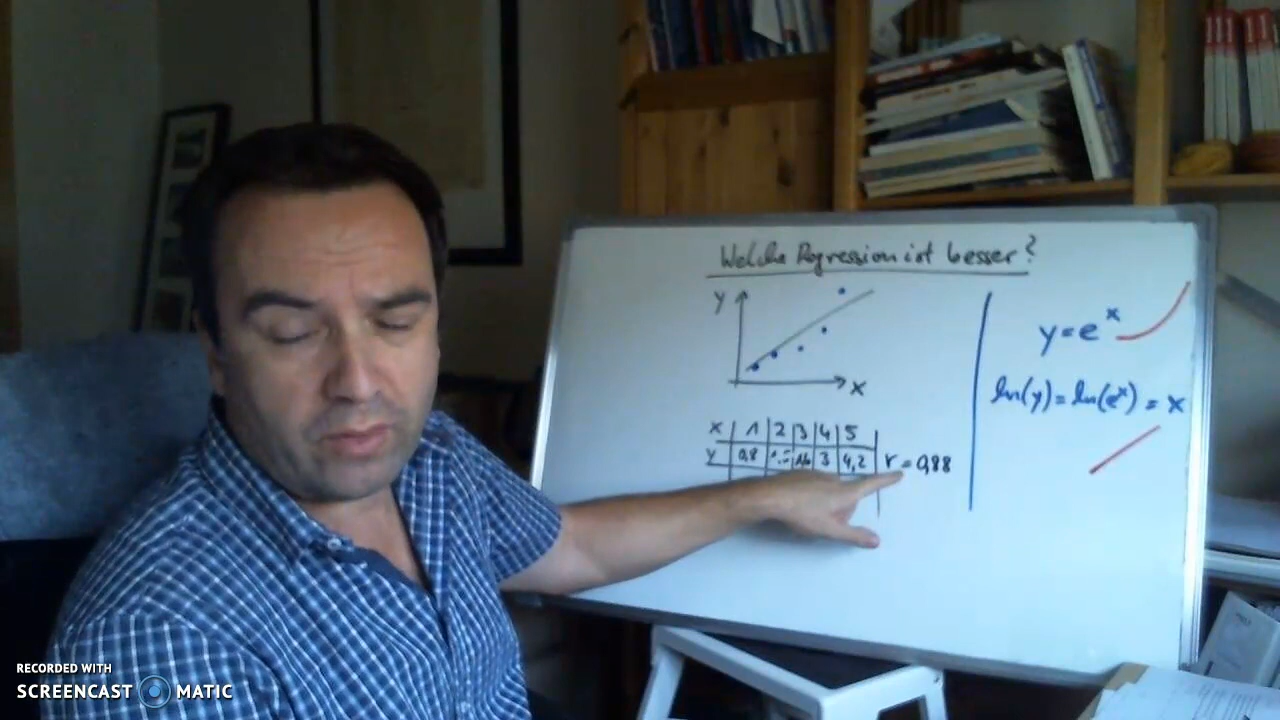 Welche Regression ist besser?
y
x
x 1 2 3 4 5
y 0,8 1,6 3 4,2 r = 0,88
y = e^x
ln(y) = ln(e^x) = x
RECORDED WITH
SCREENCAST MATIC